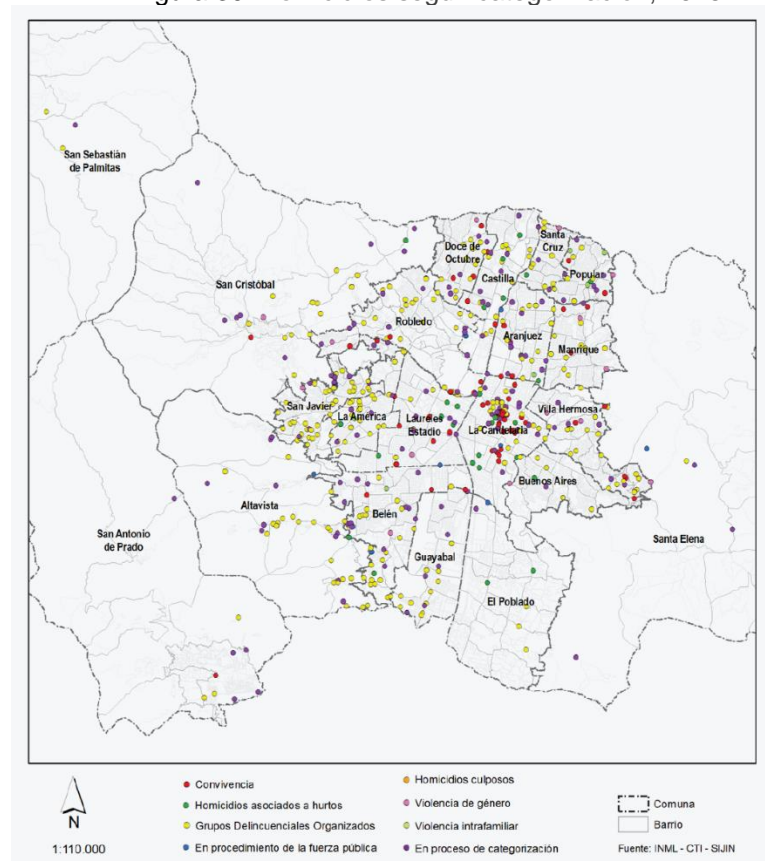 San Sebastián
de Palmitas
San Cristóbal
Doce de
Octubre
Santa
Cruz
Castilla
Popular
Robledo
Aranjuez
Manrique
San Javier
La América
Laureles
Estadio
La Candelaria
Villa Hermosa
Buenos Aires
Altavista
Belén
San Antonio
de Prado
Guayabal
Santa Elena
El Poblado
N
1:110.000
Convivencia
Homicidios asociados a hurtos
Grupos Delincuenciales Organizados
En procedimiento de la fuerza pública
Homicidios culposos
Violencia de género
Violencia intrafamiliar
En proceso de categorización
Comuna
Barrio
Fuente: INML - CTI - SIJIN